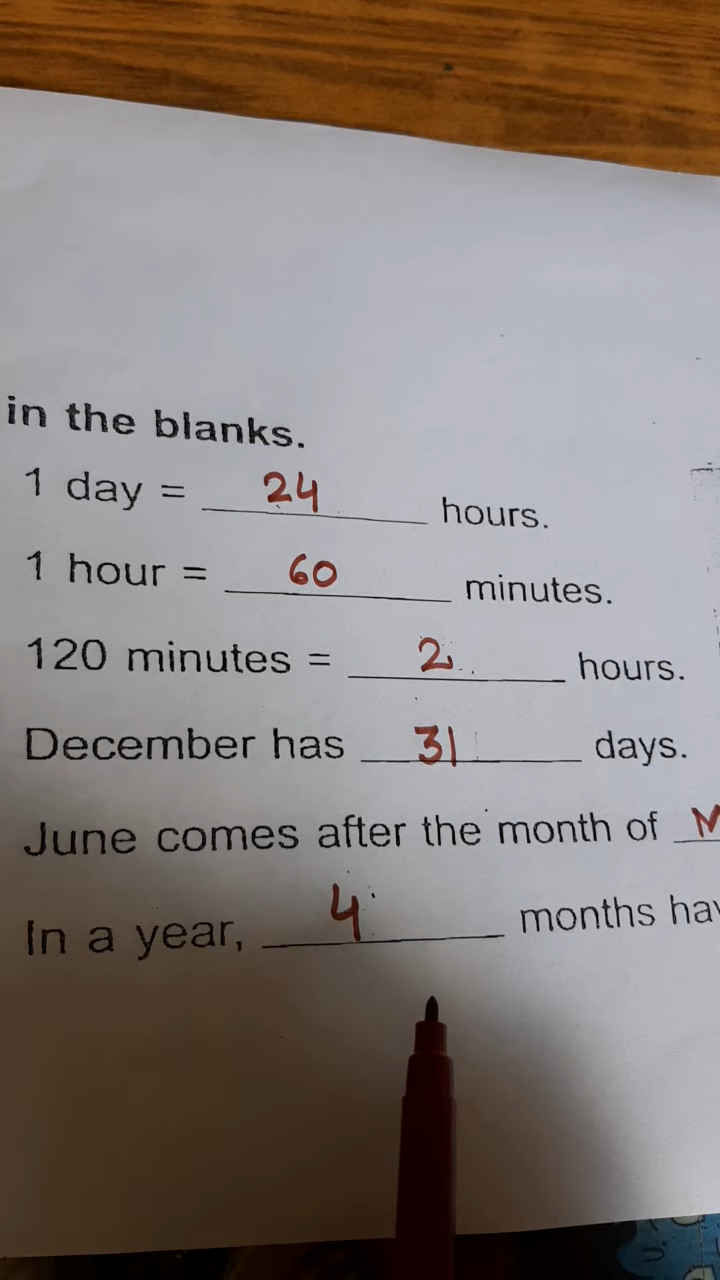 in the blanks.
1 day = 24 hours.
1 hour = 60 minutes.
120 minutes = 2 hours.
December has 31 days.
June comes after the month of
In a year, 4 months